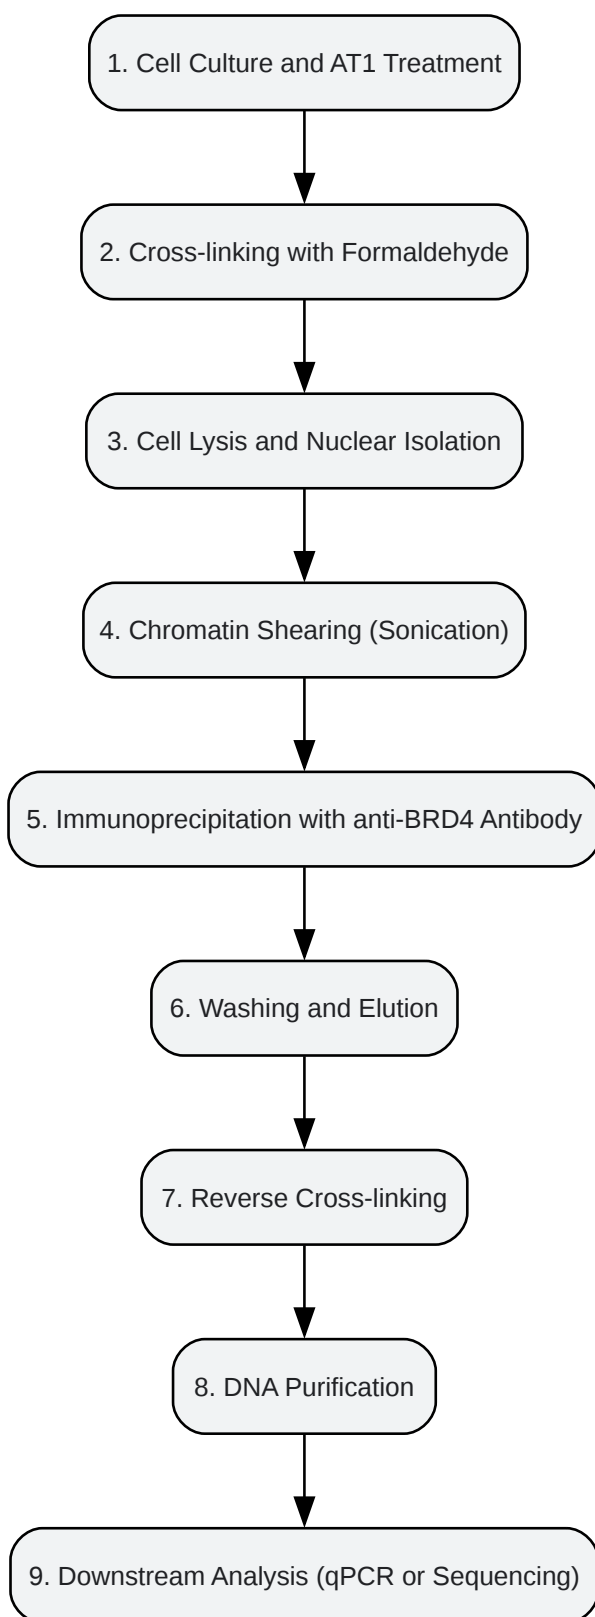 1. Cell Culture and AT1 Treatment
2. Cross-linking with Formaldehyde
3. Cell Lysis and Nuclear Isolation
4. Chromatin Shearing (Sonication)
5. Immunoprecipitation with anti-BRD4 Antibody
6. Washing and Elution
7. Reverse Cross-linking
8. DNA Purification
9. Downstream Analysis (qPCR or Sequencing)